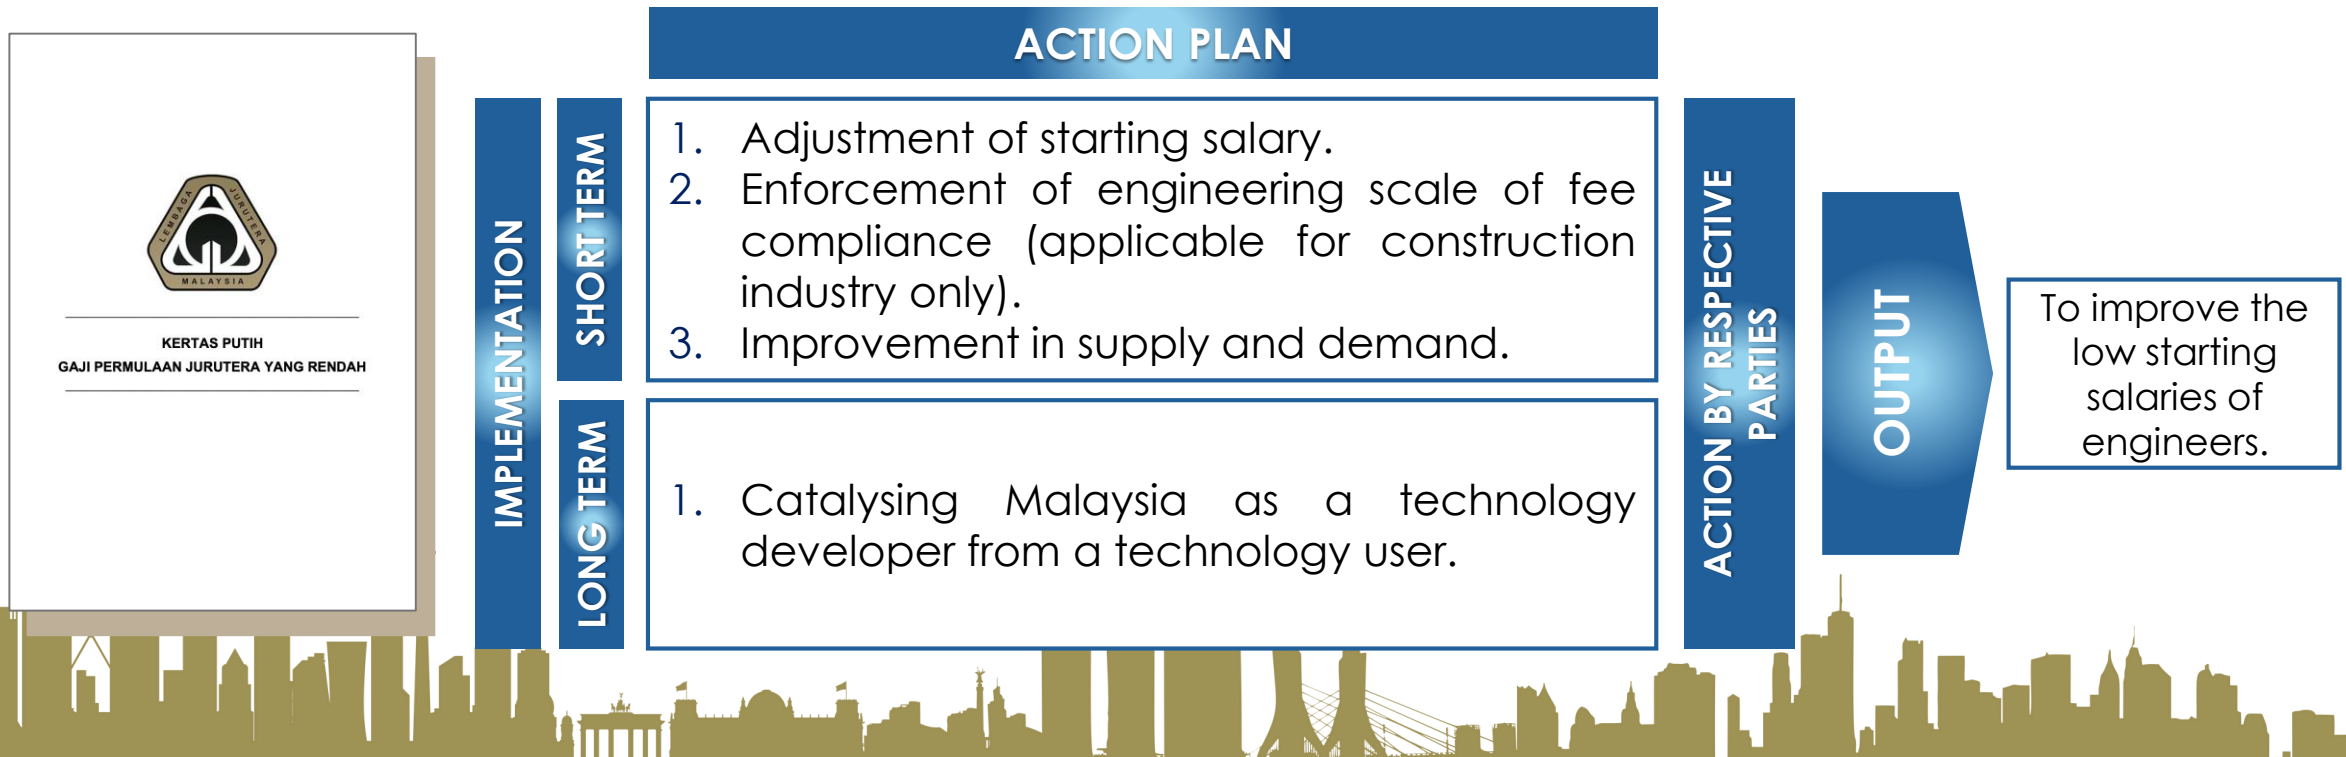 LEMBAGA
JURUTERA
MALAYSIA
KERTAS PUTIH
GAJI PERMULAAN JURUTERA YANG RENDAH
ACTION PLAN
IMPLEMENTATION
SHORT TERM
1. Adjustment of starting salary.
2. Enforcement of engineering scale of fee
compliance (applicable for construction
industry only).
3. Improvement in supply and demand.
LONG TERM
1. Catalysing Malaysia as a technology
developer from a technology user.
ACTION BY RESPECTIVE
PARTIES
OUTPUT
To improve the
low starting
salaries of
engineers.